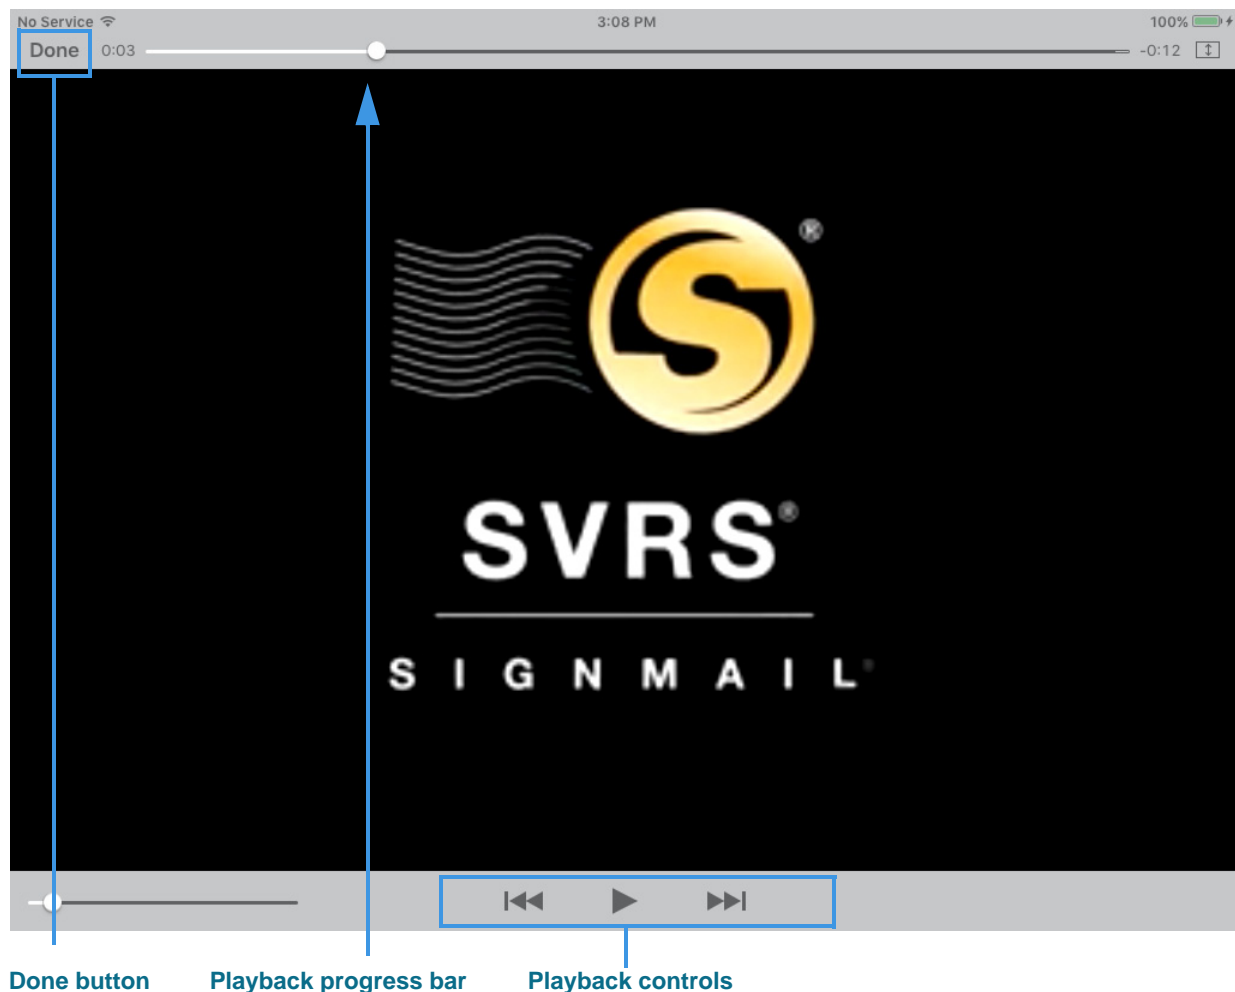 No Service 3:08 PM 100%
Done 0:03 -0:12
S ®
SVRS®
SIGNMAIL®
Done button Playback progress bar Playback controls